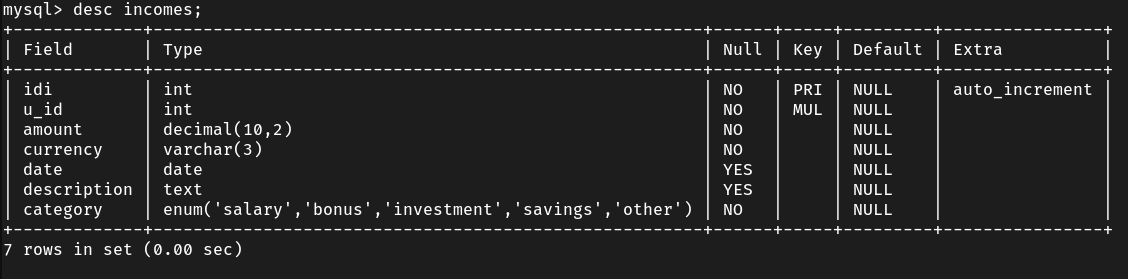 mysql> desc incomes;
+-------------+-------------------------------------------------------+------+-----+---------+----------------+
| Field       | Type                                                  | Null | Key | Default | Extra          |
+-------------+-------------------------------------------------------+------+-----+---------+----------------+
| idi         | int                                                   | NO   | PRI | NULL    | auto_increment |
| u_id        | int                                                   | NO   | MUL | NULL    |                |
| amount      | decimal(10,2)                                         | NO   |     | NULL    |                |
| currency    | varchar(3)                                            | NO   |     | NULL    |                |
| date        | date                                                  | YES  |     | NULL    |                |
| description | text                                                  | YES  |     | NULL    |                |
| category    | enum('salary','bonus','investment','savings','other') | NO   |     | NULL    |                |
+-------------+-------------------------------------------------------+------+-----+---------+----------------+
7 rows in set (0.00 sec)